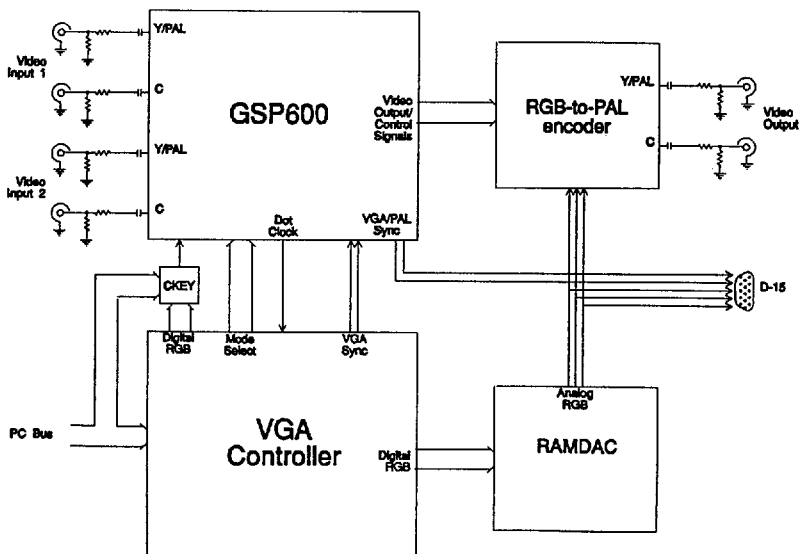 Y/PAL
Video
Input 1
C
GSP600
Video
Output/
Control
Signals
Y/PAL
RGB-to-PAL
encoder
C
Video
Output
Y/PAL
Video
Input 2
C
Dot
Clock
VGA/PAL
Sync
CKEY
D-15
Digital
RGB
Mode
Select
VGA
Sync
Analog
RGB
PC Bus
VGA
Controller
Digital
RGB
RAMDAC